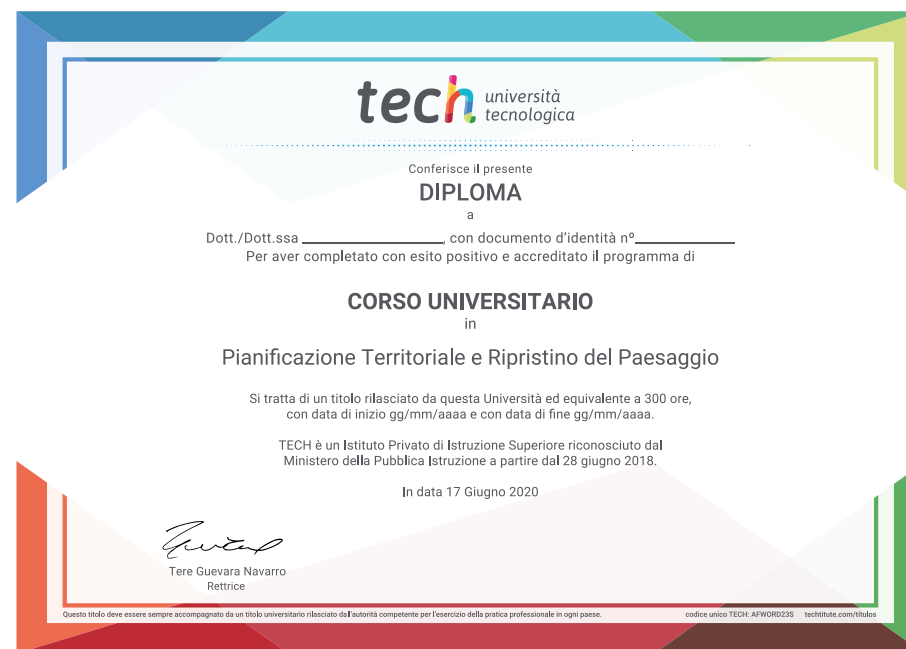 tech università
tecnologica
Conferisce il presente
DIPLOMA
a
Dott./Dott.ssa ____________________, con documento d'identità nº______________
Per aver completato con esito positivo e accreditato il programma di
CORSO UNIVERSITARIO
in
Pianificazione Territoriale e Ripristino del Paesaggio
Si tratta di un titolo rilasciato da questa Università ed equivalente a 300 ore,
con data di inizio gg/mm/aaaa e con data di fine gg/mm/aaaa.
TECH è un Istituto Privato di Istruzione Superiore riconosciuto dal
Ministero della Pubblica Istruzione a partire dal 28 giugno 2018.
In data 17 Giugno 2020
Tere Guevara Navarro
Rettrice
Questo titolo deve essere sempre accompagnato da un titolo universitario rilasciato dall'autorità competente per l'esercizio della pratica professionale in ogni paese. codice unico TECH: AFWORD23S techtitute.com/titulos